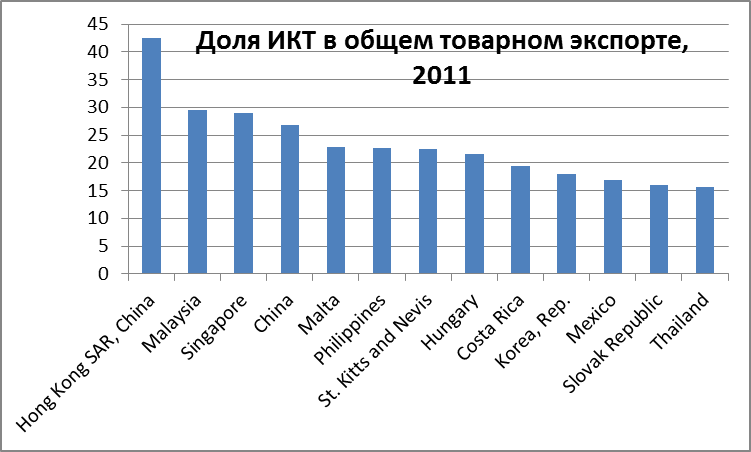 Доля ИКТ в общем товарном экспорте,
2011
45
40
35
30
25
20
15
10
5
0
Hong Kong SAR, China
Malaysia
Singapore
China
Malta
Philippines
St. Kitts and Nevis
Hungary
Costa Rica
Korea, Rep.
Mexico
Slovak Republic
Thailand